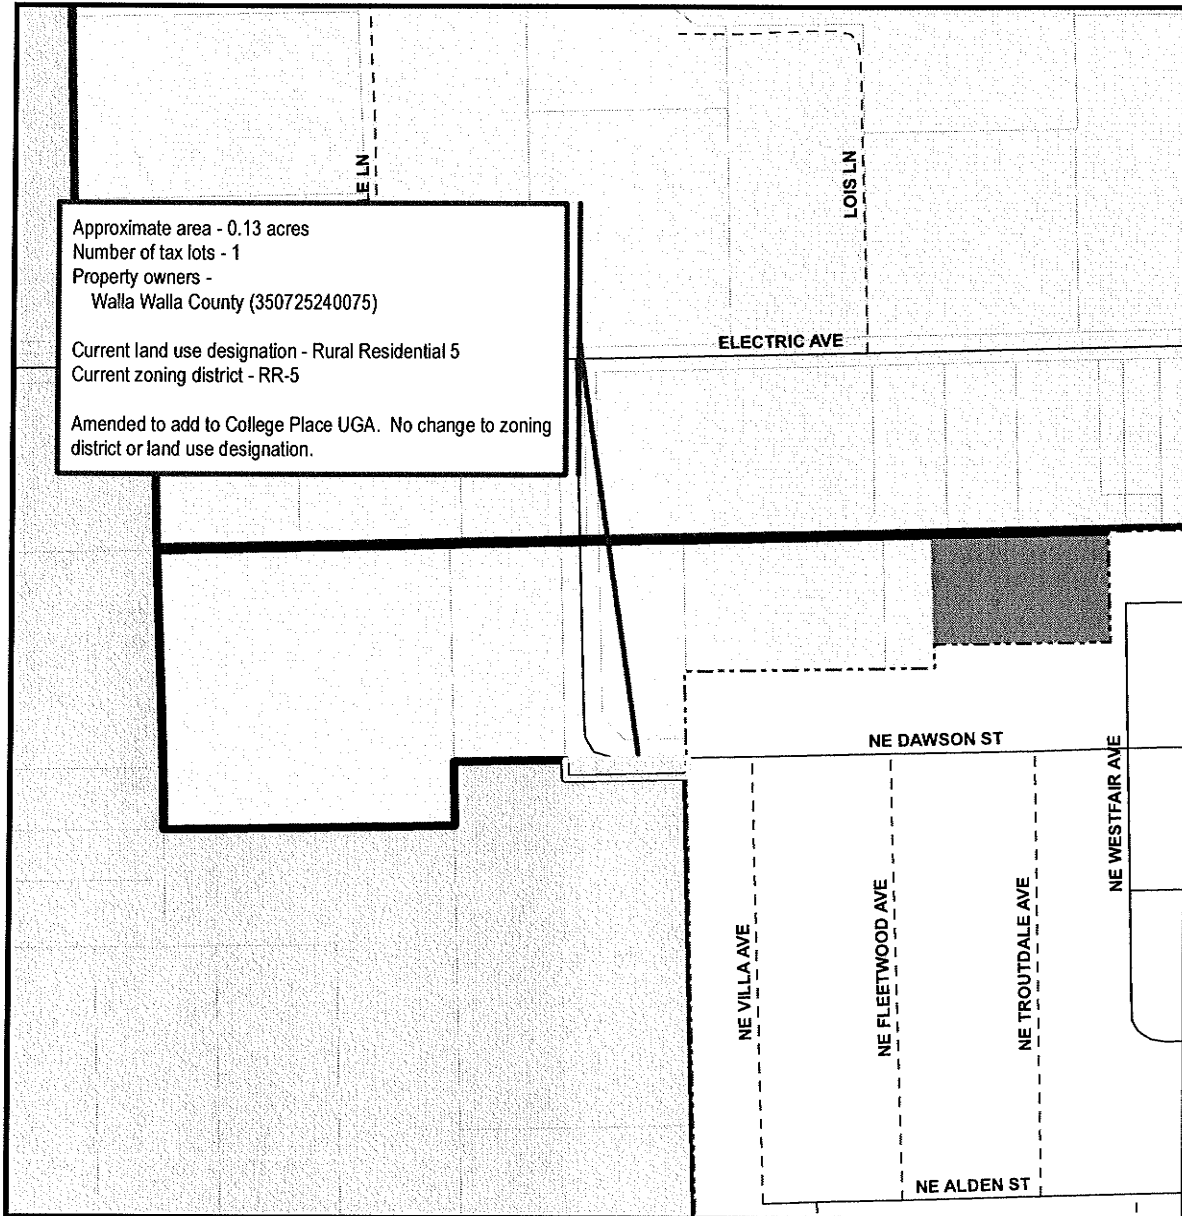 LOIS LN
Approximate area - 0.13 acres
Number of tax lots - 1
Property owners -
Walla Walla County (350725240075)
Current land use designation - Rural Residential 5
Current zoning district - RR-5
Amended to add to College Place UGA. No change to zoning
district or land use designation.
ELECTRIC AVE
NE DAWSON ST
NE WESTFAIR AVE
NE VILLA AVE
NE FLEETWOOD AVE
NE TROUTDALE AVE
NE ALDEN ST